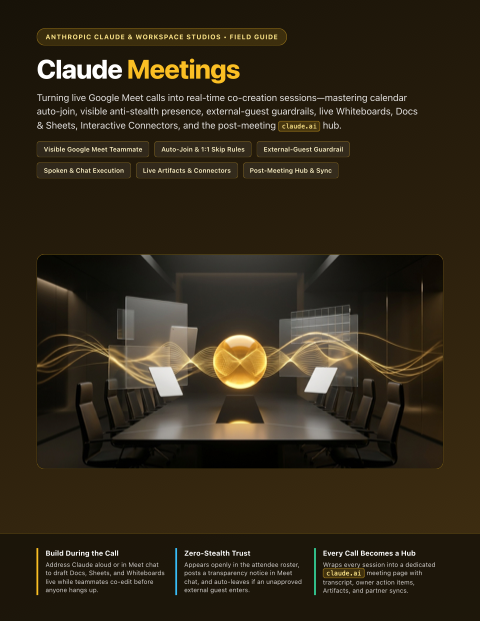 ANTHROPIC CLAUDE & WORKSPACE STUDIOS • FIELD GUIDE
Claude Meetings
Turning live Google Meet calls into real-time co-creation sessions—mastering calendar
auto-join, visible anti-stealth presence, external-guest guardrails, live Whiteboards, Docs
& Sheets, Interactive Connectors, and the post-meeting claude.ai hub.
Visible Google Meet Teammate
Auto-Join & 1:1 Skip Rules
External-Guest Guardrail
Spoken & Chat Execution
Live Artifacts & Connectors
Post-Meeting Hub & Sync
Build During the Call
Address Claude aloud or in Meet chat
to draft Docs, Sheets, and Whiteboards
live while teammates co-edit before
anyone hangs up.
Zero-Stealth Trust
Appears openly in the attendee roster,
posts a transparency notice in Meet
chat, and auto-leaves if an unapproved
external guest enters.
Every Call Becomes a Hub
Wraps every session into a dedicated
claude.ai meeting page with
transcript, owner action items,
Artifacts, and partner syncs.